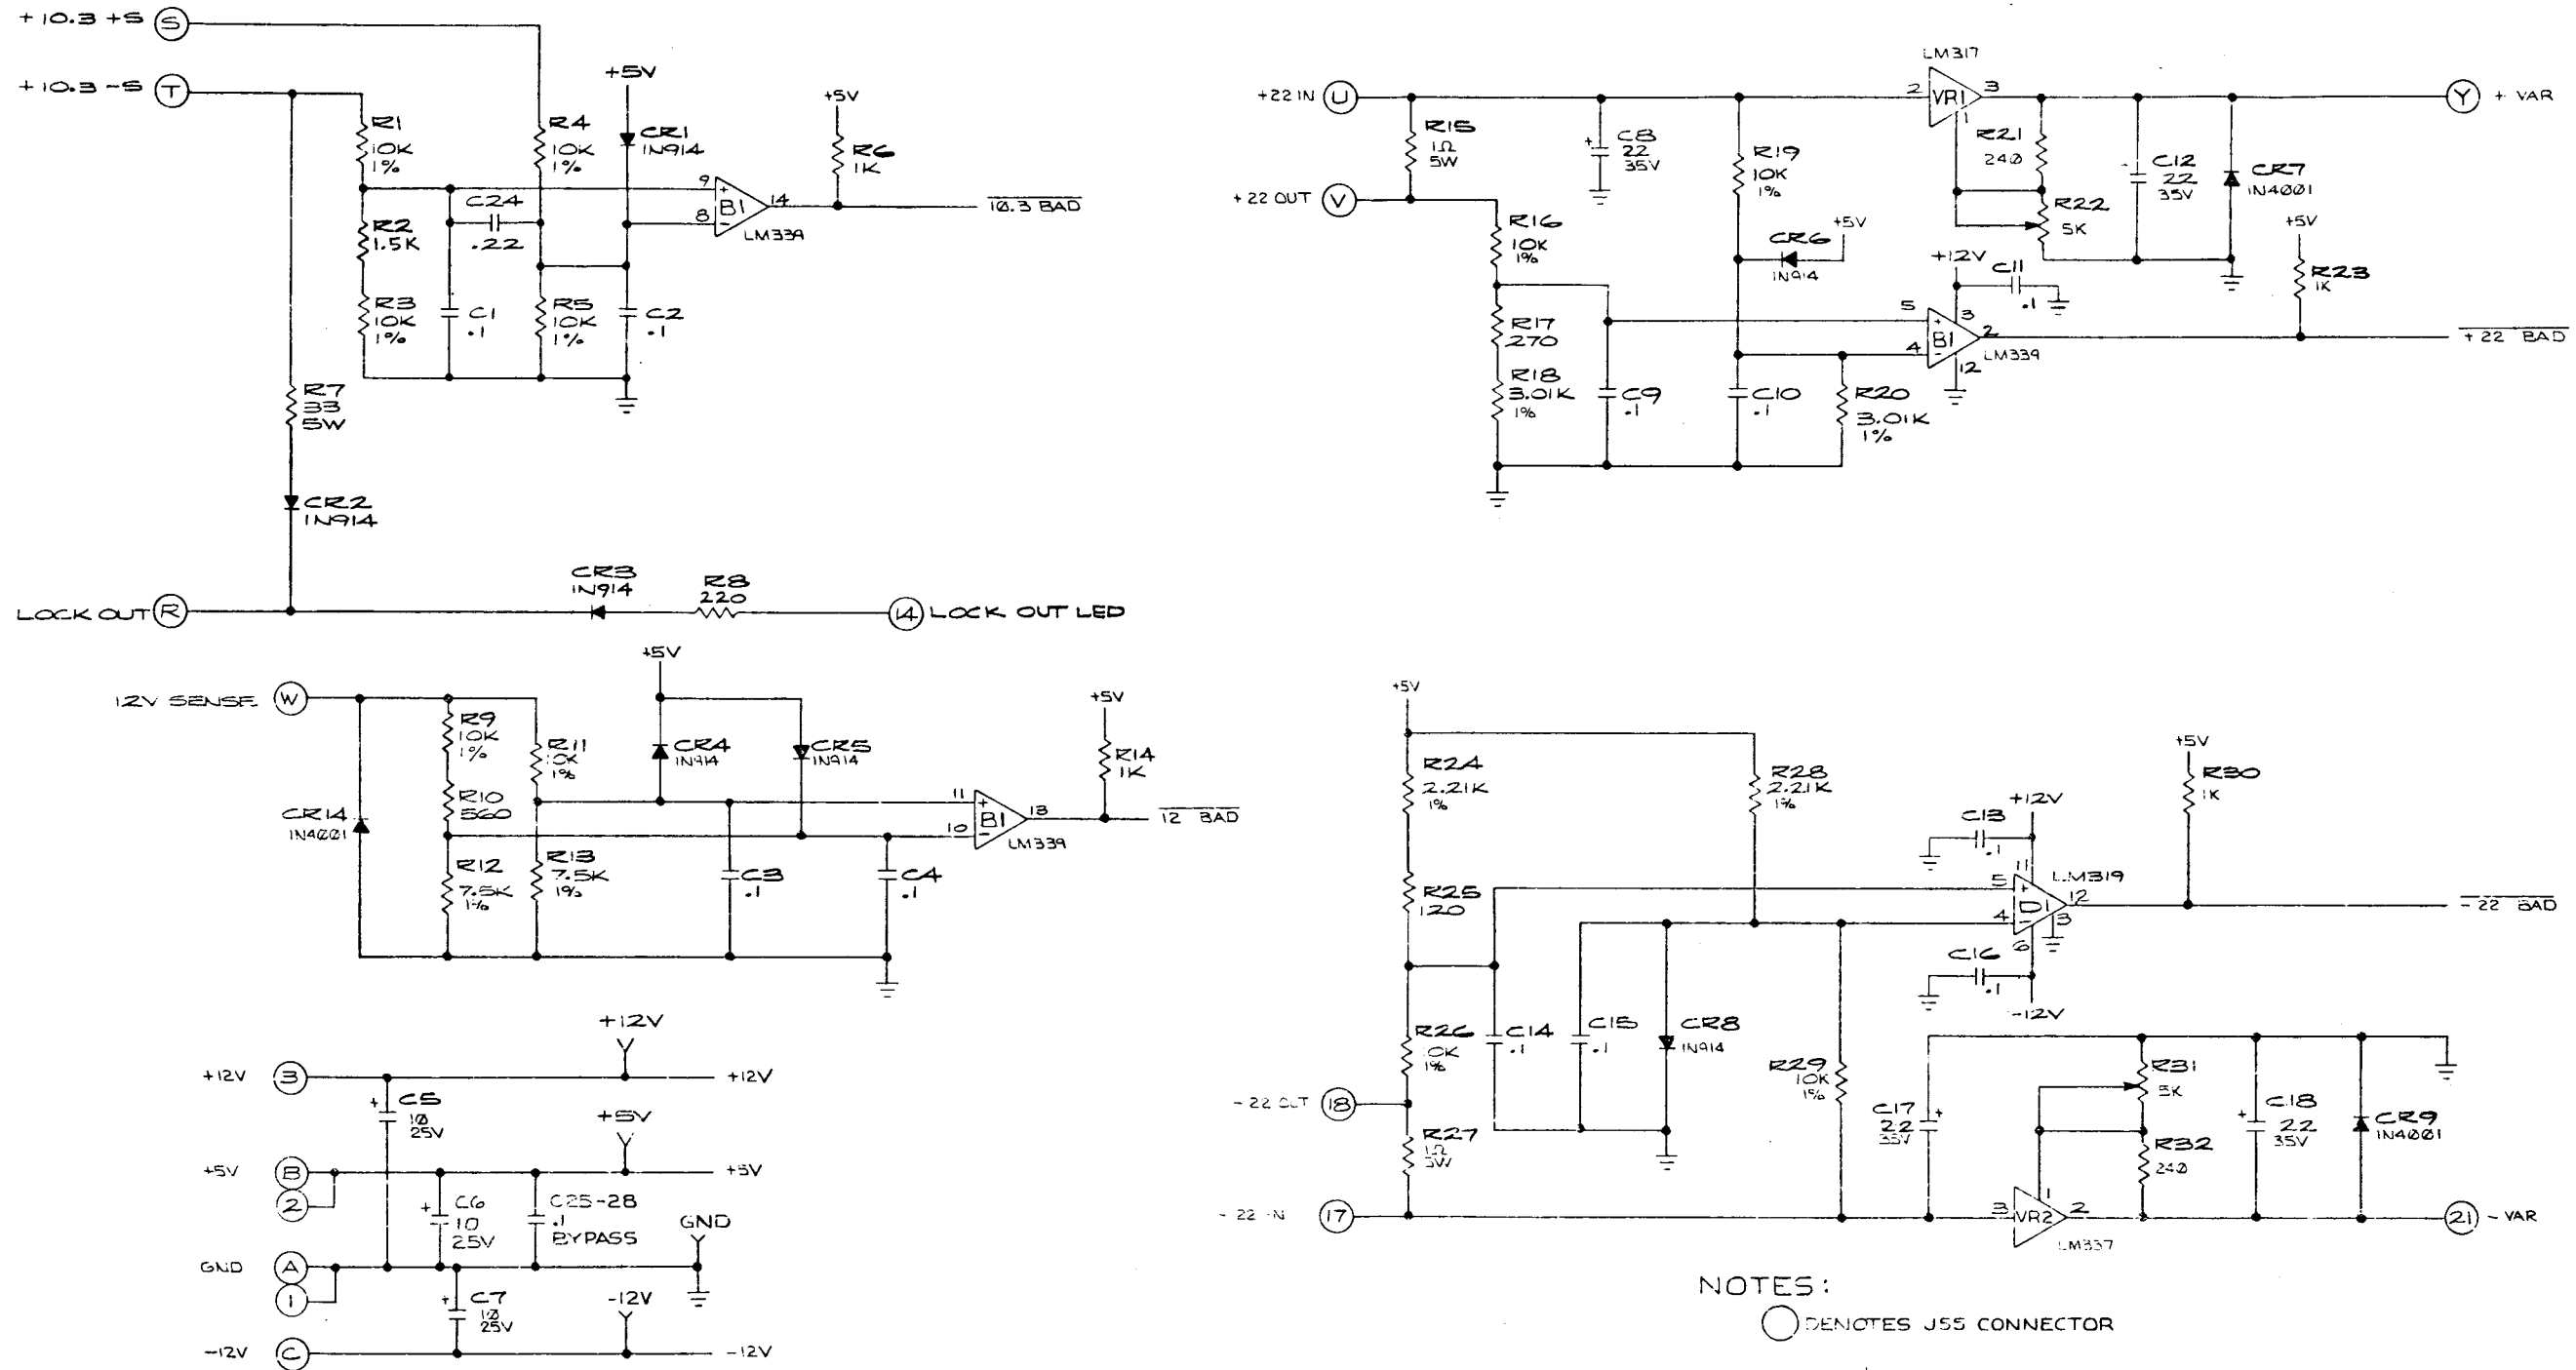 +10.3 +S S
+10.3 -S T
R1
10K
1%
R4
10K
1%
+5V
CR1
1N914
+5V
R6
1K
C24
.22
R2
1.5K
9 +
8 -
B1
14
LM339
10.3 BAD
R3
10K
1%
C1
.1
R5
10K
1%
C2
.1
R7
33
5W
CR2
1N914
LOCK OUT R
CR3
1N914
R8
220
14 LOCK OUT LED
12V SENSE W
+5V
R9
10K
1%
R11
10K
1%
CR4
1N914
CR5
1N914
+5V
R14
1K
CR14
1N4001
R10
560
11 +
10 -
B1
13
LM339
12 BAD
R12
7.5K
1%
R13
7.5K
1%
C3
.1
C4
.1
+12V 3
+12V
+12V
C5
10
25V
+5V B
2
+5V
+5V
C6
10
25V
C25-28
.1
BYPASS
GND
GND A
1
C7
10
25V
-12V
-12V C
-12V
+22 IN U
R15
1Ω
5W
C8
22
35V
R19
10K
1%
LM317
2 VR1 3
1
R21
240
C12
22
35V
CR7
1N4001
Y + VAR
+22 OUT V
R16
10K
1%
CR6
1N914
+5V
R22
5K
+12V
C11
.1
+5V
R23
1K
R17
270
5 +
4 -
B1
3
2
12
LM339
+22 BAD
R18
3.01K
1%
C9
.1
C10
.1
R20
3.01K
1%
+5V
R24
2.21K
1%
R28
2.21K
1%
+5V
R30
1K
C13
.1
+12V
11
R25
120
5 +
4 -
D1
LM319
12
3
6
-22 BAD
C16
.1
-12V
R26
10K
1%
C14
.1
C15
.1
CR8
1N914
R29
10K
1%
-22 OUT 18
R27
1Ω
5W
C17
22
35V
R31
5K
R32
240
C18
22
35V
CR9
1N4001
-22 IN 17
3 VR2 2
1
LM337
21 - VAR
NOTES:
DENOTES J55 CONNECTOR